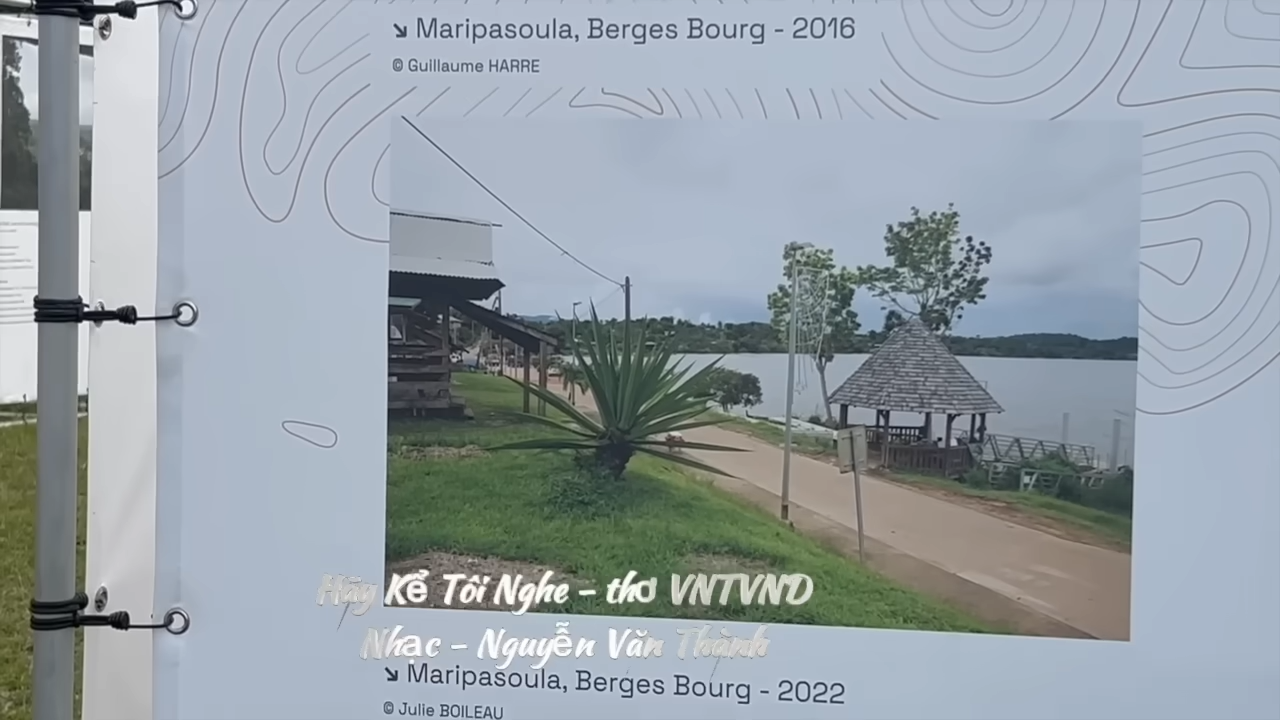 ↘ Maripasoula, Berges Bourg - 2016
© Guillaume HARRE
Hãy Kể Tôi Nghe - thơ VNTVND
Nhạc - Nguyễn Văn Thành
↘ Maripasoula, Berges Bourg - 2022
© Julie BOILEAU